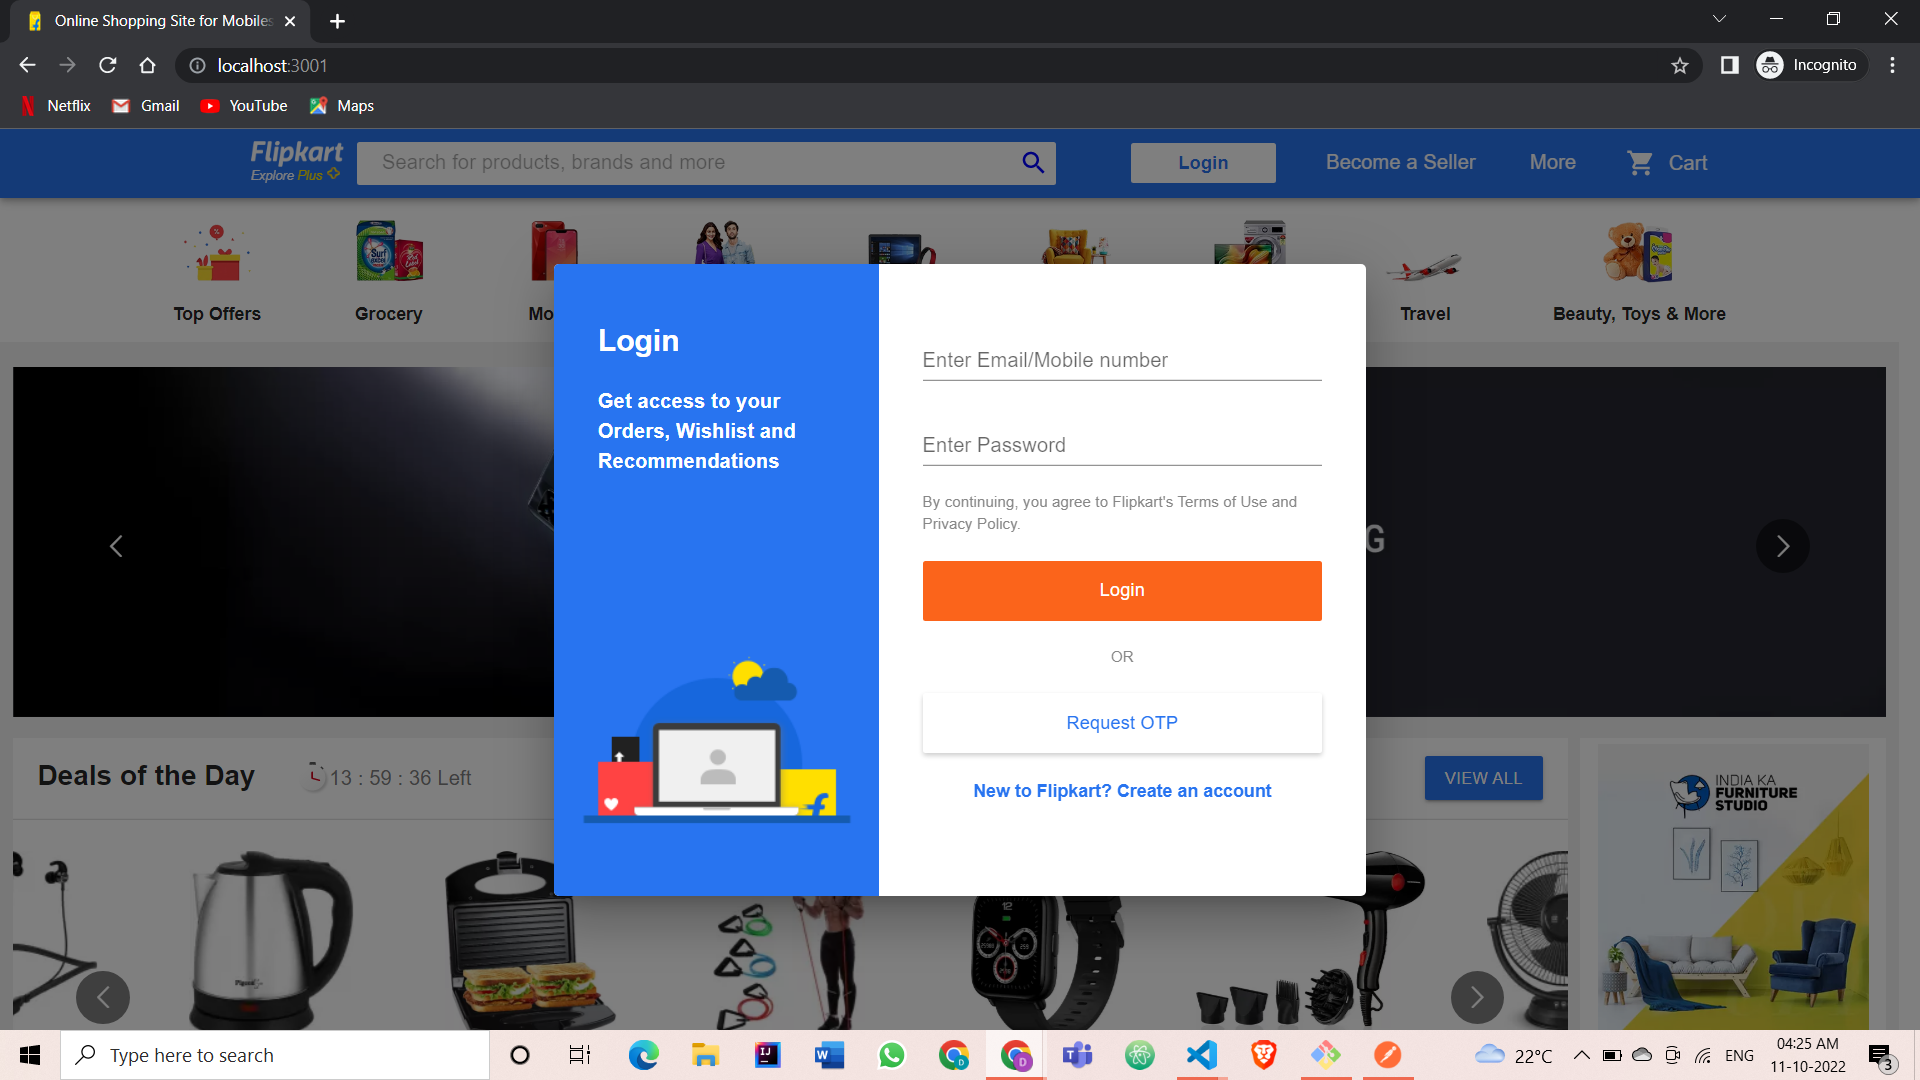 Online Shopping Site for Mobiles
localhost:3001
Incognito
Netflix
Gmail
YouTube
Maps
Flipkart
Explore Plus
Search for products, brands and more
Login
Become a Seller
More
Cart
Top Offers
Grocery
Mo
Travel
Beauty, Toys & More
Login
Get access to your
Orders, Wishlist and
Recommendations
Enter Email/Mobile number
Enter Password
By continuing, you agree to Flipkart's Terms of Use and
Privacy Policy.
Login
OR
Request OTP
New to Flipkart? Create an account
G
Deals of the Day
13 : 59 : 36 Left
VIEW ALL
INDIA KA
FURNITURE
STUDIO
Type here to search
22°C
ENG
04:25 AM
11-10-2022
3